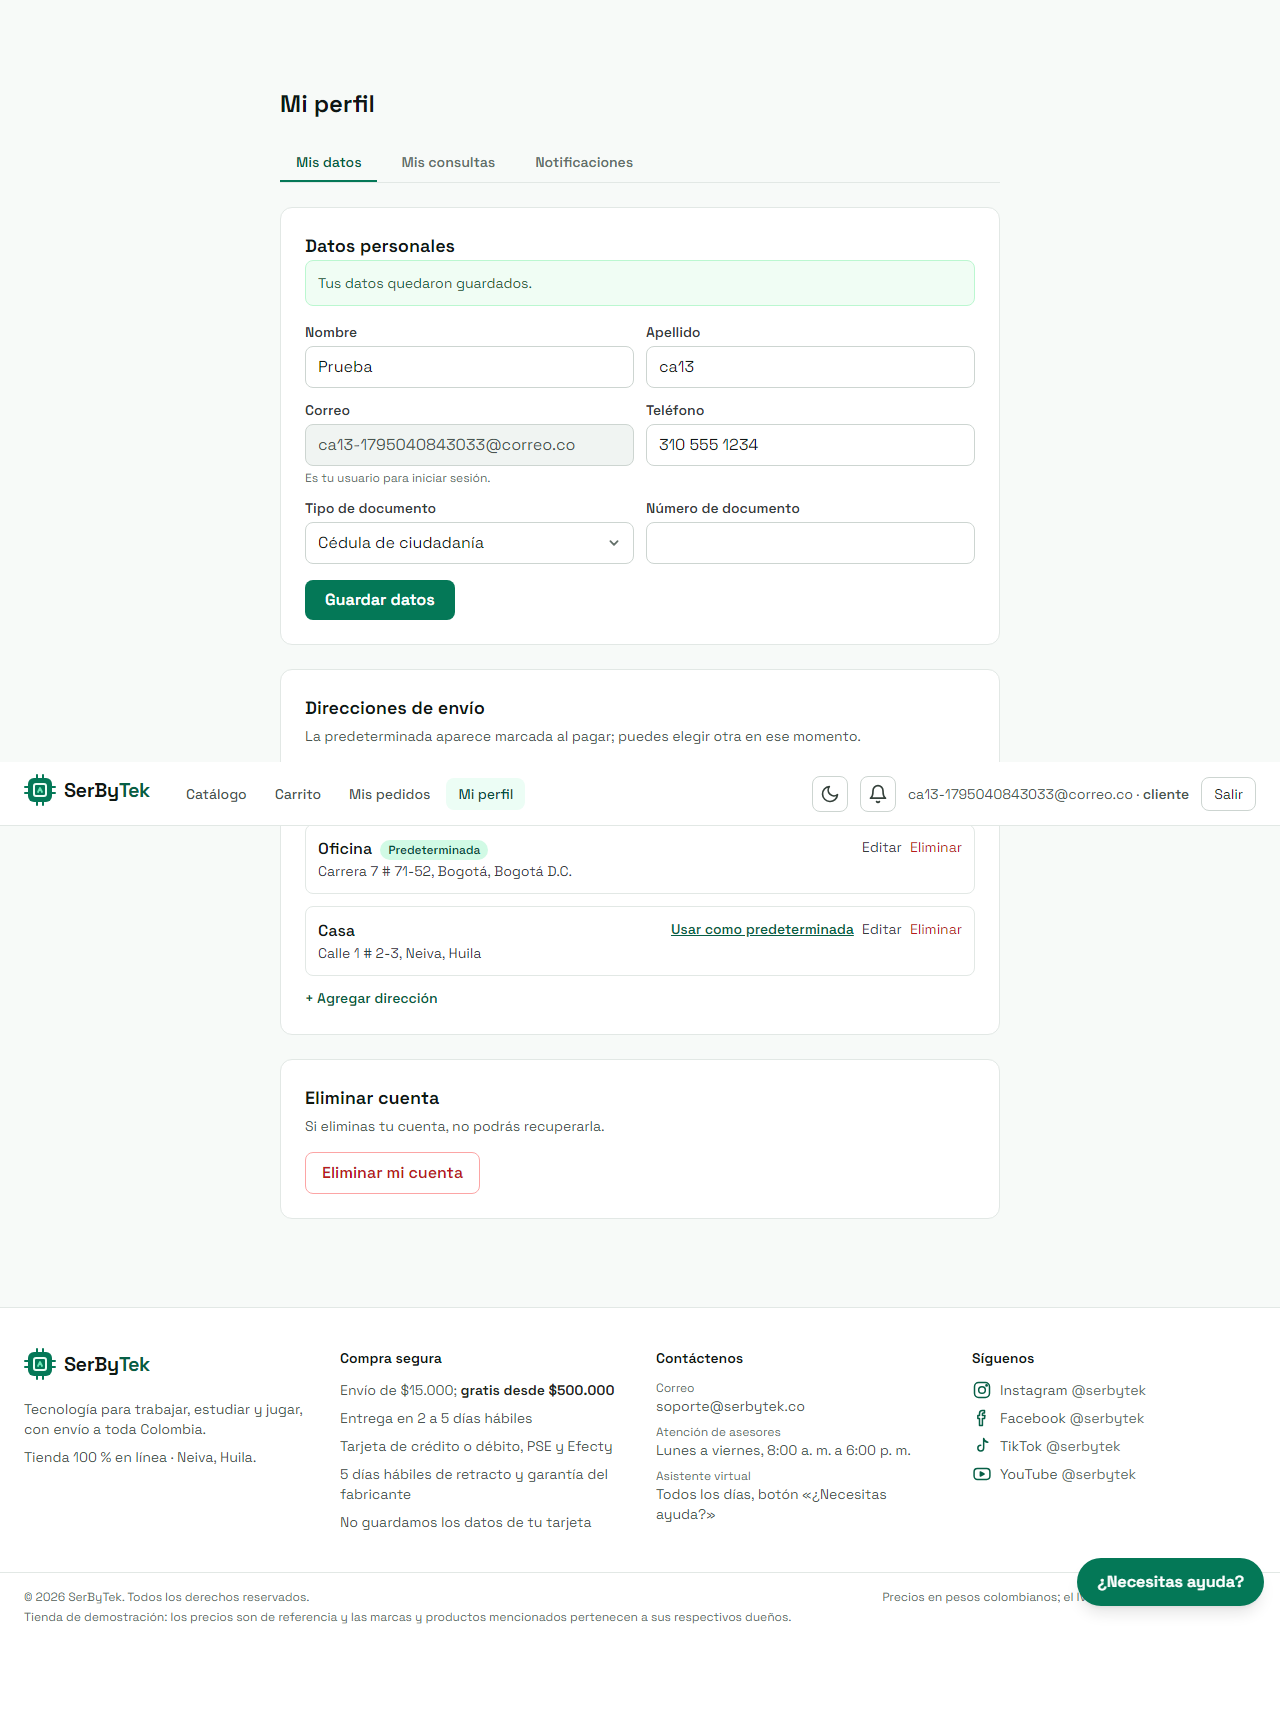 Mi perfil
Mis datos
Mis consultas
Notificaciones
Datos personales
Tus datos quedaron guardados.
Nombre
Apellido
Prueba
ca13
Correo
Teléfono
ca13-1795040843033@correo.co
310 555 1234
Es tu usuario para iniciar sesión.
Tipo de documento
Número de documento
Cédula de ciudadanía
Guardar datos
Direcciones de envío
La predeterminada aparece marcada al pagar; puedes elegir otra en ese momento.
SerByTek
Catálogo
Carrito
Mis pedidos
Mi perfil
ca13-1795040843033@correo.co · cliente
Salir
Oficina Predeterminada
Editar Eliminar
Carrera 7 # 71-52, Bogotá, Bogotá D.C.
Casa
Usar como predeterminada Editar Eliminar
Calle 1 # 2-3, Neiva, Huila
+ Agregar dirección
Eliminar cuenta
Si eliminas tu cuenta, no podrás recuperarla.
Eliminar mi cuenta
SerByTek
Tecnología para trabajar, estudiar y jugar,
con envío a toda Colombia.
Tienda 100 % en línea · Neiva, Huila.
Compra segura
Envío de $15.000; gratis desde $500.000
Entrega en 2 a 5 días hábiles
Tarjeta de crédito o débito, PSE y Efecty
5 días hábiles de retracto y garantía del
fabricante
No guardamos los datos de tu tarjeta
Contáctenos
Correo
soporte@serbytek.co
Atención de asesores
Lunes a viernes, 8:00 a. m. a 6:00 p. m.
Asistente virtual
Todos los días, botón «¿Necesitas
ayuda?»
Síguenos
Instagram @serbytek
Facebook @serbytek
TikTok @serbytek
YouTube @serbytek
¿Necesitas ayuda?
© 2026 SerByTek. Todos los derechos reservados.
Precios en pesos colombianos; el
Tienda de demostración: los precios son de referencia y las marcas y productos mencionados pertenecen a sus respectivos dueños.